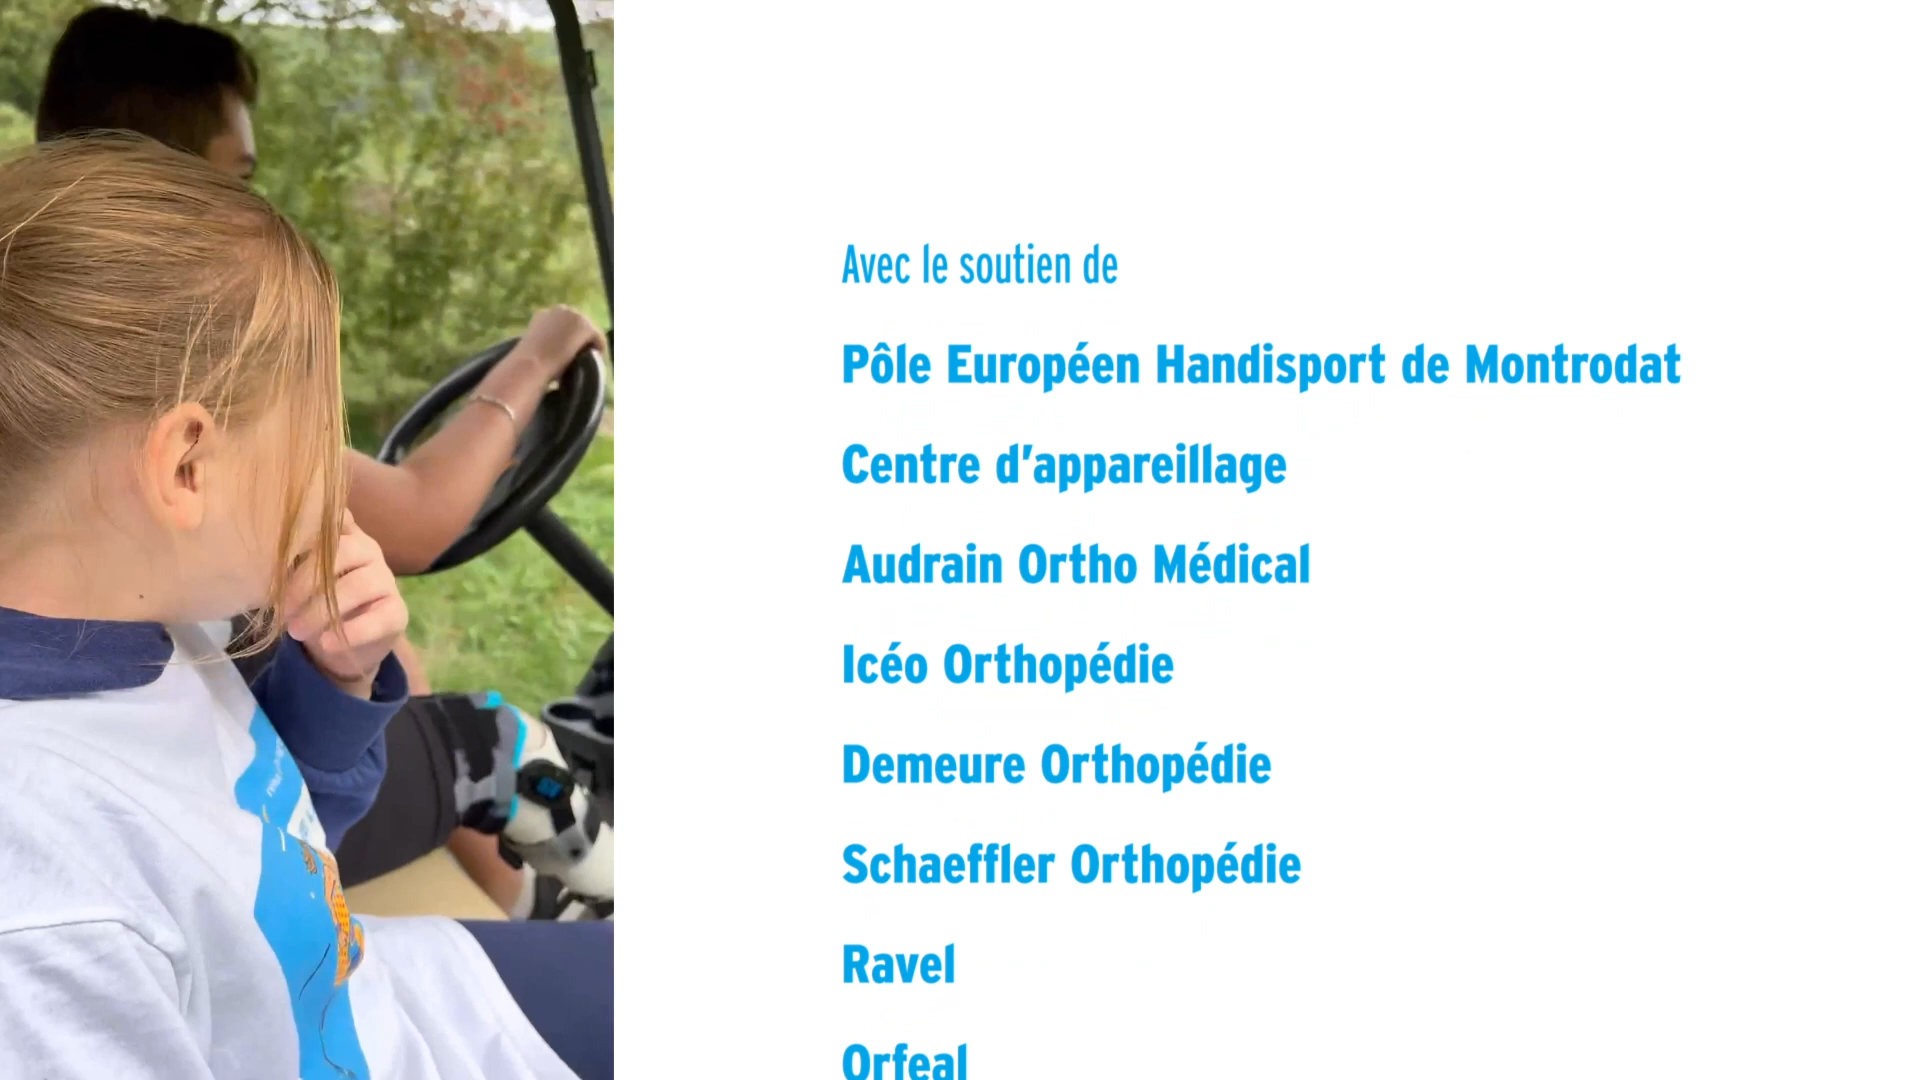 Avec le soutien de
Pôle Européen Handisport de Montrodat
Centre d’appareillage
Audrain Ortho Médical
Icéo Orthopédie
Demeure Orthopédie
Schaeffler Orthopédie
Ravel
Orfeal